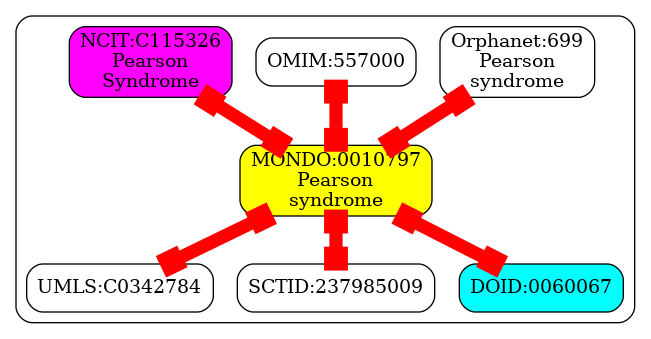 NCIT:C115326
Pearson
Syndrome
OMIM:557000
Orphanet:699
Pearson
syndrome
MONDO:0010797
Pearson
syndrome
UMLS:C0342784
SCTID:237985009
DOID:0060067